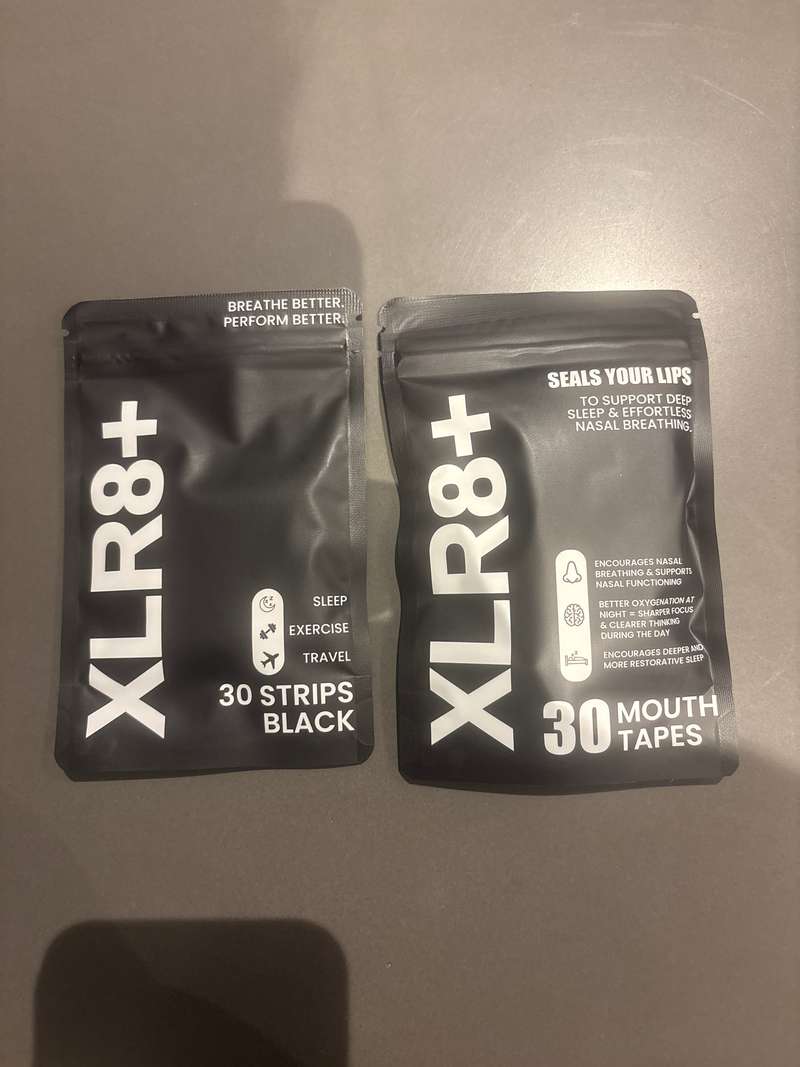 BREATHE BETTER.
PERFORM BETTER.
XLR8+
SLEEP
EXERCISE
TRAVEL
30 STRIPS
BLACK
SEALS YOUR LIPS
TO SUPPORT DEEP
SLEEP & EFFORTLESS
NASAL BREATHING.
XLR8+
ENCOURAGES NASAL
BREATHING & SUPPORTS
NASAL FUNCTIONING
BETTER OXYGENATION AT
NIGHT = SHARPER FOCUS
& CLEARER THINKING
DURING THE DAY
ENCOURAGES DEEPER AND
MORE RESTORATIVE SLEEP
30 MOUTH
TAPES